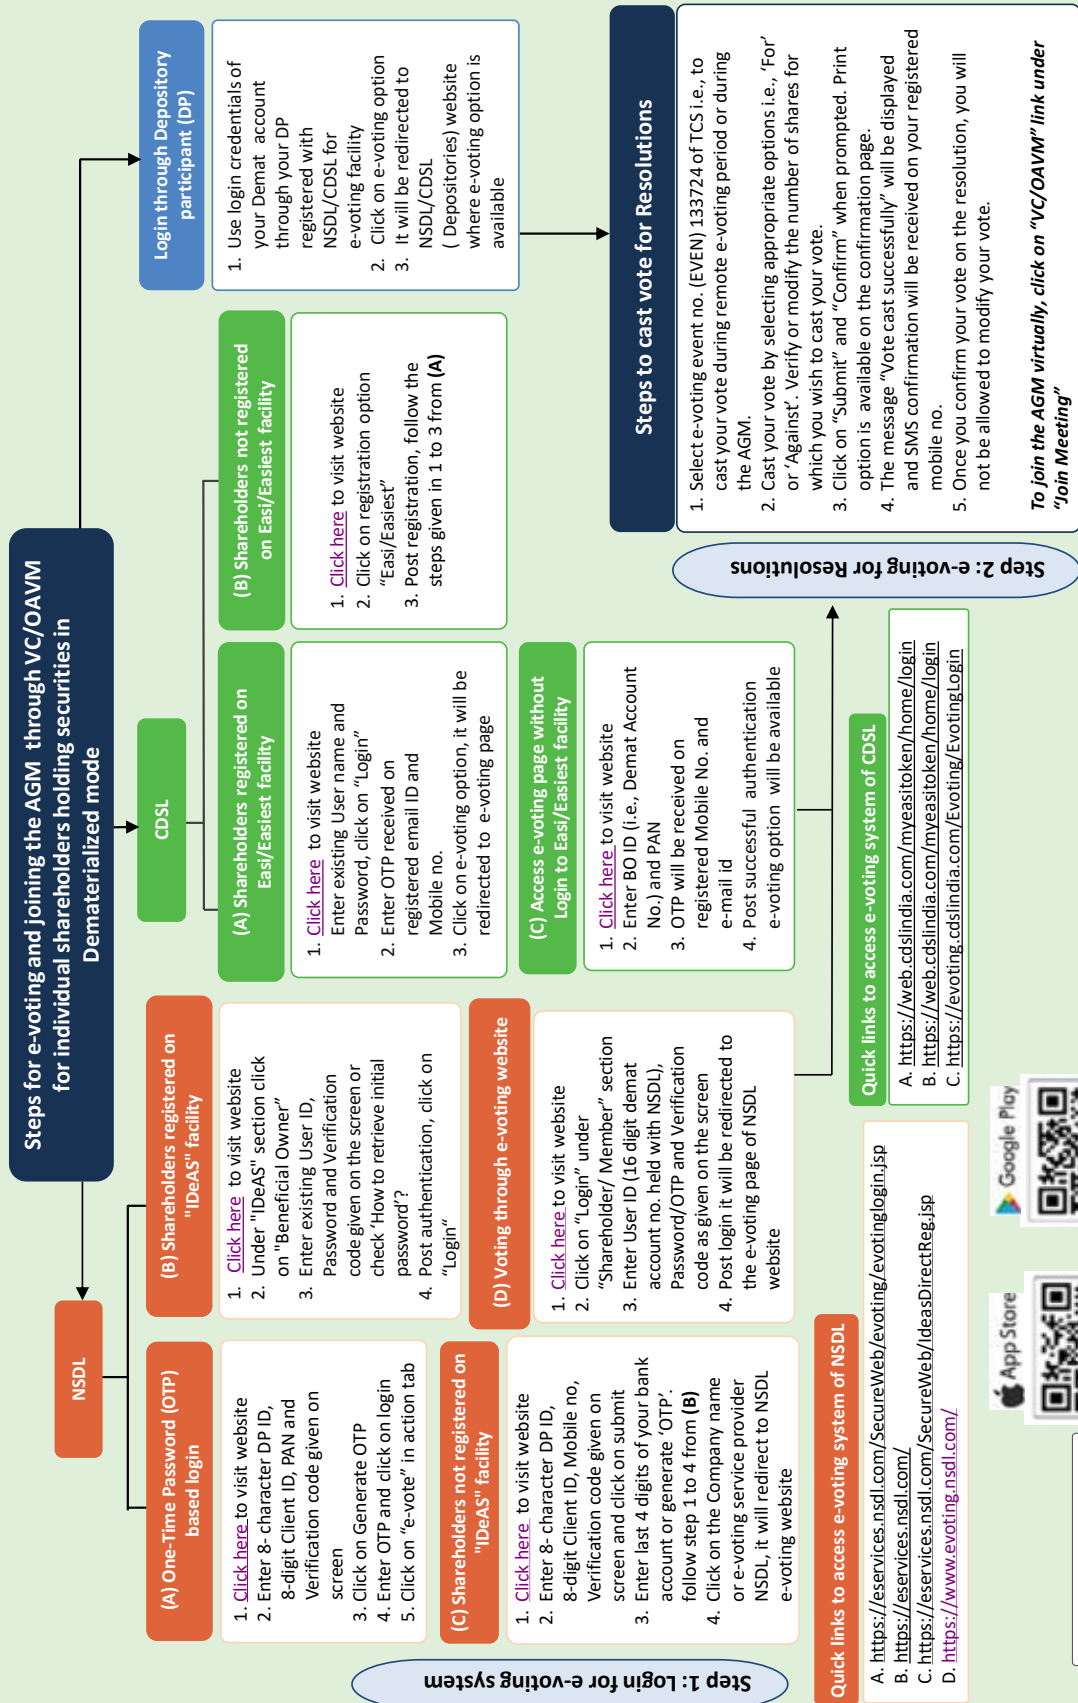 Steps for e-voting and joining the AGM through VC/OAVM
for individual shareholders holding securities in
Dematerialized mode
NSDL
CDSL
Login through Depository
participant (DP)
Step 1: Login for e-voting system
(A) One-Time Password (OTP)
based login
1. Click here to visit website
2. Enter 8- character DP ID,
8-digit Client ID, PAN and
Verification code given on
screen
3. Click on Generate OTP
4. Enter OTP and click on login
5. Click on “e-vote” in action tab
(B) Shareholders registered on
"IDeAS" facility
1. Click here to visit website
2. Under "IDeAS" section click
on "Beneficial Owner"
3. Enter existing User ID,
Password and Verification
code given on the screen or
check ‘How to retrieve initial
password’?
4. Post authentication, click on
“Login“
(C) Shareholders not registered on
"IDeAS" facility
1. Click here to visit website
2. Enter 8- character DP ID,
8-digit Client ID, Mobile no,
Verification code given on
screen and click on submit
3. Enter last 4 digits of your bank
account or generate ‘OTP’.
follow step 1 to 4 from (B)
4. Click on the Company name
or e-voting service provider
NSDL, it will redirect to NSDL
e-voting website
(D) Voting through e-voting website
1. Click here to visit website
2. Click on “Login” under
“Shareholder/ Member” section
3. Enter User ID (16 digit demat
account no. held with NSDL),
Password/OTP and Verification
code as given on the screen
4. Post login it will be redirected to
the e-voting page of NSDL
website
(A) Shareholders registered on
Easi/Easiest facility
1. Click here to visit website
Enter existing User name and
Password, click on “Login”
2. Enter OTP received on
registered email ID and
Mobile no.
3. Click on e-voting option, it will be
redirected to e-voting page
(B) Shareholders not registered
on Easi/Easiest facility
1. Click here to visit website
2. Click on registration option
“Easi/Easiest”
3. Post registration, follow the
steps given in 1 to 3 from (A)
(C) Access e-voting page without
Login to Easi/Easiest facility
1. Click here to visit website
2. Enter BO ID (i.e., Demat Account
No.) and PAN
3. OTP will be received on
registered Mobile No. and
e-mail id
4. Post successful authentication
e-voting option will be available
1. Use login credentials of
your Demat account
through your DP
registered with
NSDL/CDSL for
e-voting facility
2. Click on e-voting option
3. It will be redirected to
NSDL/CDSL
( Depositories) website
where e-voting option is
available
Step 2: e-voting for Resolutions
Steps to cast vote for Resolutions
1. Select e-voting event no. (EVEN) 133724 of TCS i.e., to
cast your vote during remote e-voting period or during
the AGM.
2. Cast your vote by selecting appropriate options i.e., ‘For’
or ‘Against’. Verify or modify the number of shares for
which you wish to cast your vote.
3. Click on “Submit” and “Confirm” when prompted. Print
option is available on the confirmation page.
4. The message “Vote cast successfully” will be displayed
and SMS confirmation will be received on your registered
mobile no.
5. Once you confirm your vote on the resolution, you will
not be allowed to modify your vote.
To join the AGM virtually, click on “VC/OAVM” link under
“Join Meeting”
Quick links to access e-voting system of NSDL
A. https://eservices.nsdl.com/SecureWeb/evoting/evotinglogin.jsp
B. https://eservices.nsdl.com/
C. https://eservices.nsdl.com/SecureWeb/IdeasDirectReg.jsp
D. https://www.evoting.nsdl.com/
Quick links to access e-voting system of CDSL
A. https://web.cdslindia.com/myeasitoken/home/login
B. https://web.cdslindia.com/myeasitoken/home/login
C. https://evoting.cdslindia.com/Evoting/EvotingLogin
App Store
Google Play